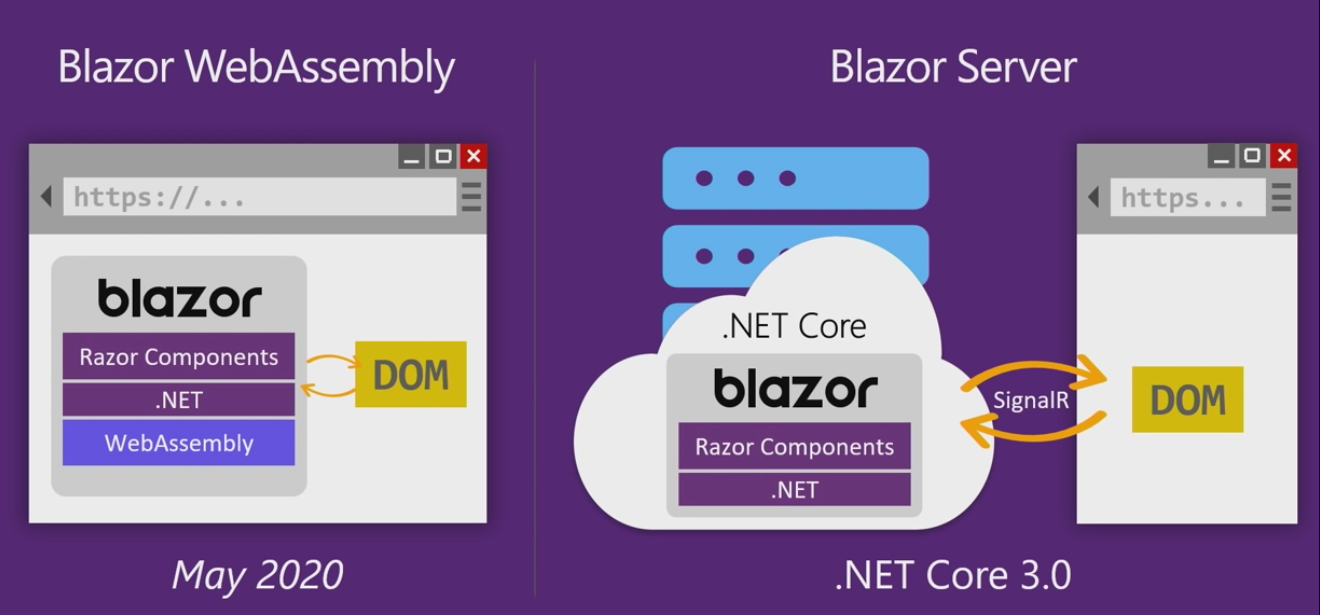 Blazor WebAssembly
https://...
blazor
Razor Components
.NET
WebAssembly
DOM
May 2020
Blazor Server
.NET Core
blazor
Razor Components
.NET
SignalR
https...
DOM
.NET Core 3.0